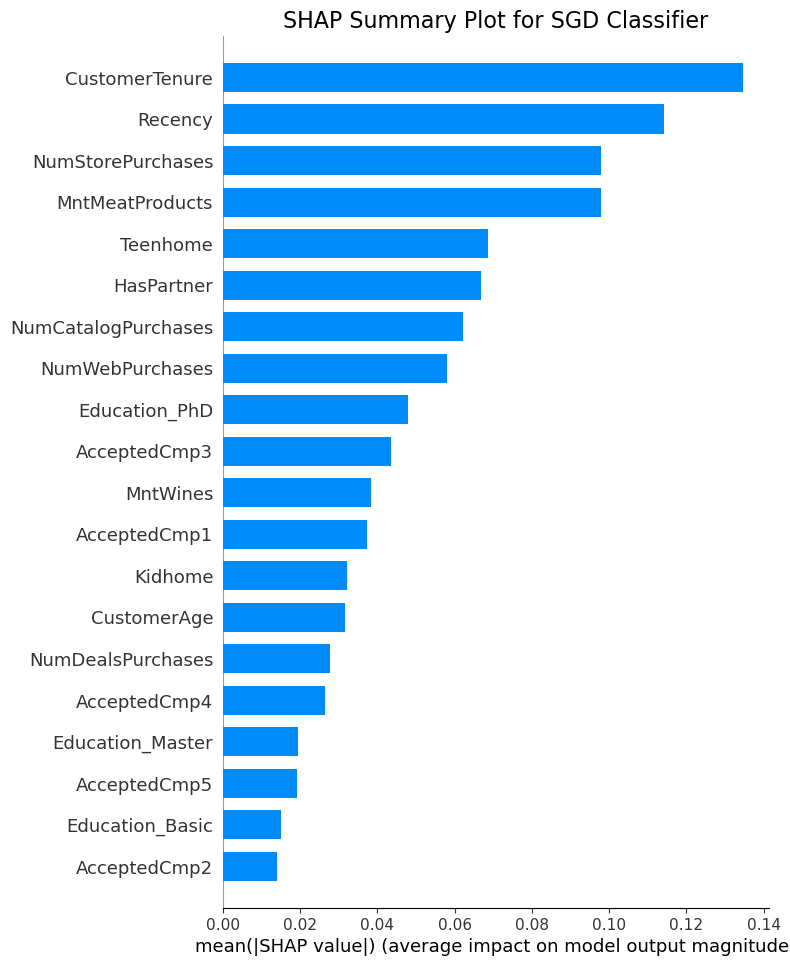 SHAP Summary Plot for SGD Classifier
CustomerTenure
Recency
NumStorePurchases
MntMeatProducts
Teenhome
HasPartner
NumCatalogPurchases
NumWebPurchases
Education_PhD
AcceptedCmp3
MntWines
AcceptedCmp1
Kidhome
CustomerAge
NumDealsPurchases
AcceptedCmp4
Education_Master
AcceptedCmp5
Education_Basic
AcceptedCmp2
0.00 0.02 0.04 0.06 0.08 0.10 0.12 0.14
mean(|SHAP value|) (average impact on model output magnitude